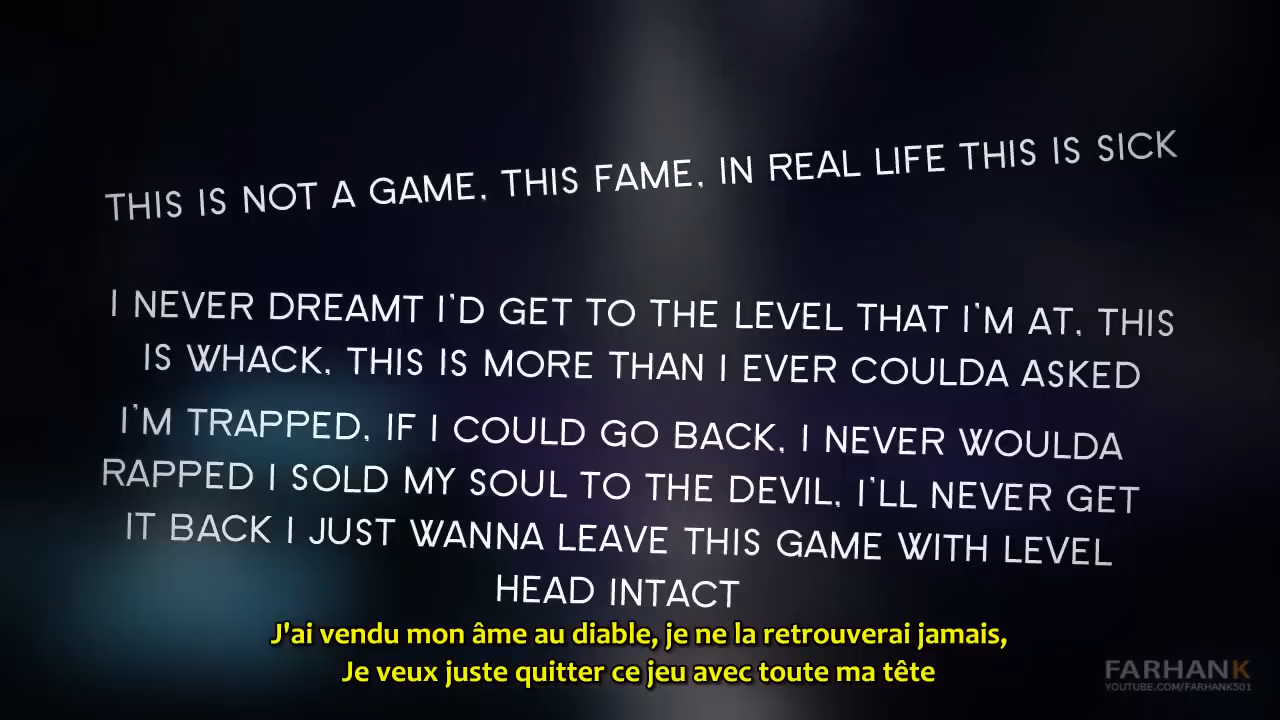 THIS IS NOT A GAME, THIS FAME, IN REAL LIFE THIS IS SICK
I NEVER DREAMT I'D GET TO THE LEVEL THAT I'M AT, THIS
IS WHACK, THIS IS MORE THAN I EVER COULDA ASKED
I'M TRAPPED, IF I COULD GO BACK, I NEVER WOULDA
RAPPED I SOLD MY SOUL TO THE DEVIL, I'LL NEVER GET
IT BACK I JUST WANNA LEAVE THIS GAME WITH LEVEL
HEAD INTACT
J'ai vendu mon âme au diable, je ne la retrouverai jamais,
Je veux juste quitter ce jeu avec toute ma tête
FARHANK
YOUTUBE.COM/FARHANK501